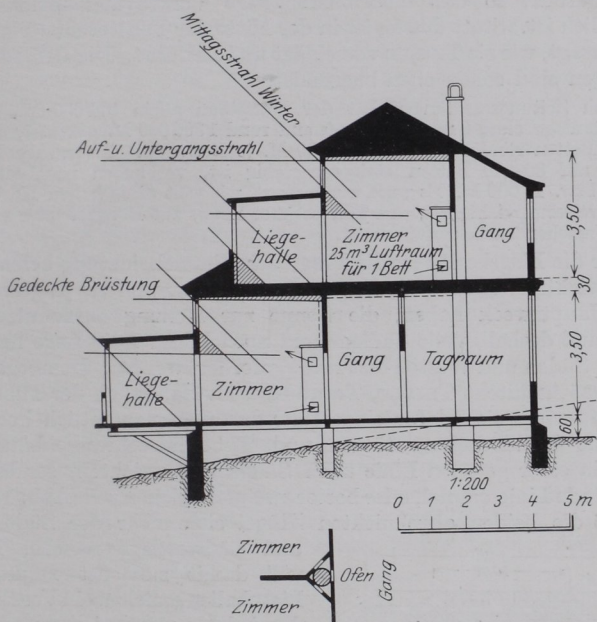 Mittagsstrahl Winter
Auf-u. Untergangsstrahl
Liege-
halle
Zimmer
25 m³ Luftraum
für 1 Bett
Gang
3,50
30
Gedeckte Brüstung
Liege-
halle
Zimmer
Gang
Tagraum
3,50
60
1:200
0 1 2 3 4 5 m
Zimmer
Ofen
Gang
Zimmer